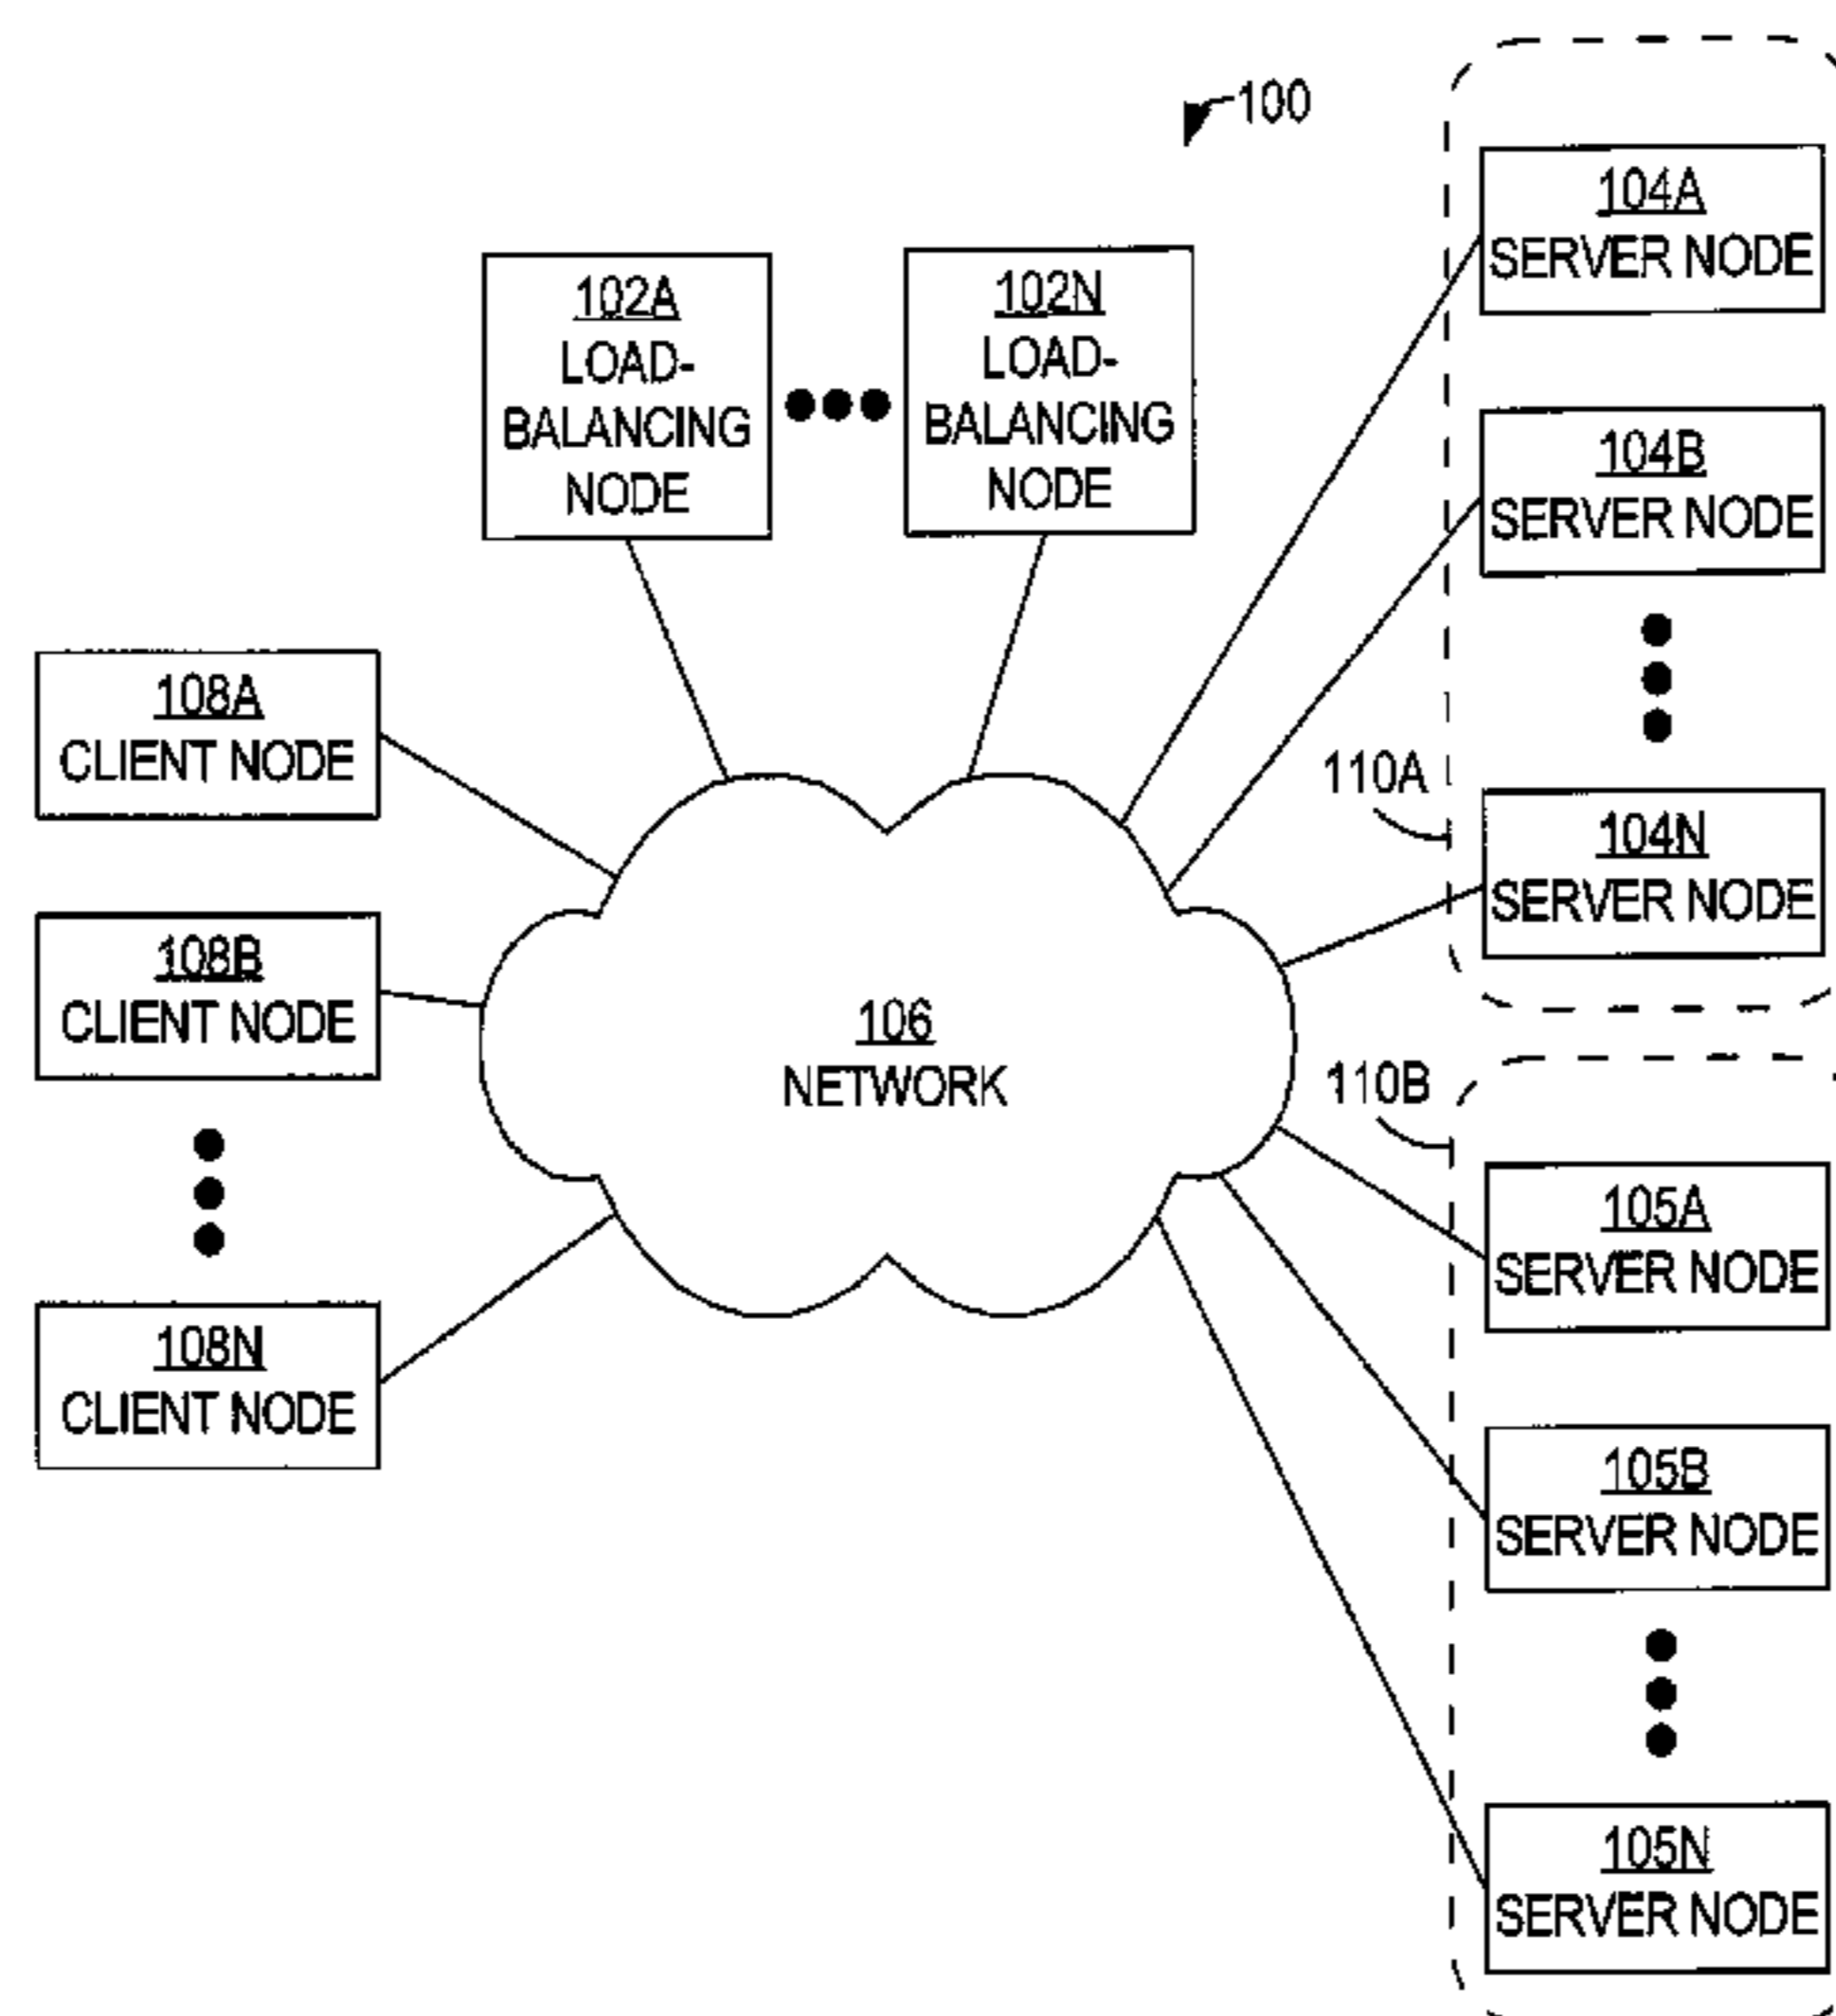 100
104A
SERVER NODE
102A
LOAD-
BALANCING
NODE
102N
LOAD-
BALANCING
NODE
104B
SERVER NODE
108A
CLIENT NODE
110A
104N
SERVER NODE
108B
CLIENT NODE
106
NETWORK
110B
105A
SERVER NODE
108N
CLIENT NODE
105B
SERVER NODE
105N
SERVER NODE